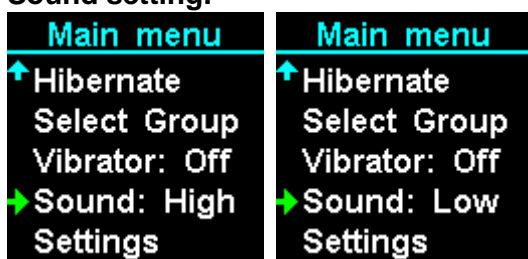 Sound setting:
Main menu
Hibernate
Select Group
Vibrator: Off
Sound: High
Settings
Main menu
Hibernate
Select Group
Vibrator: Off
Sound: Low
Settings